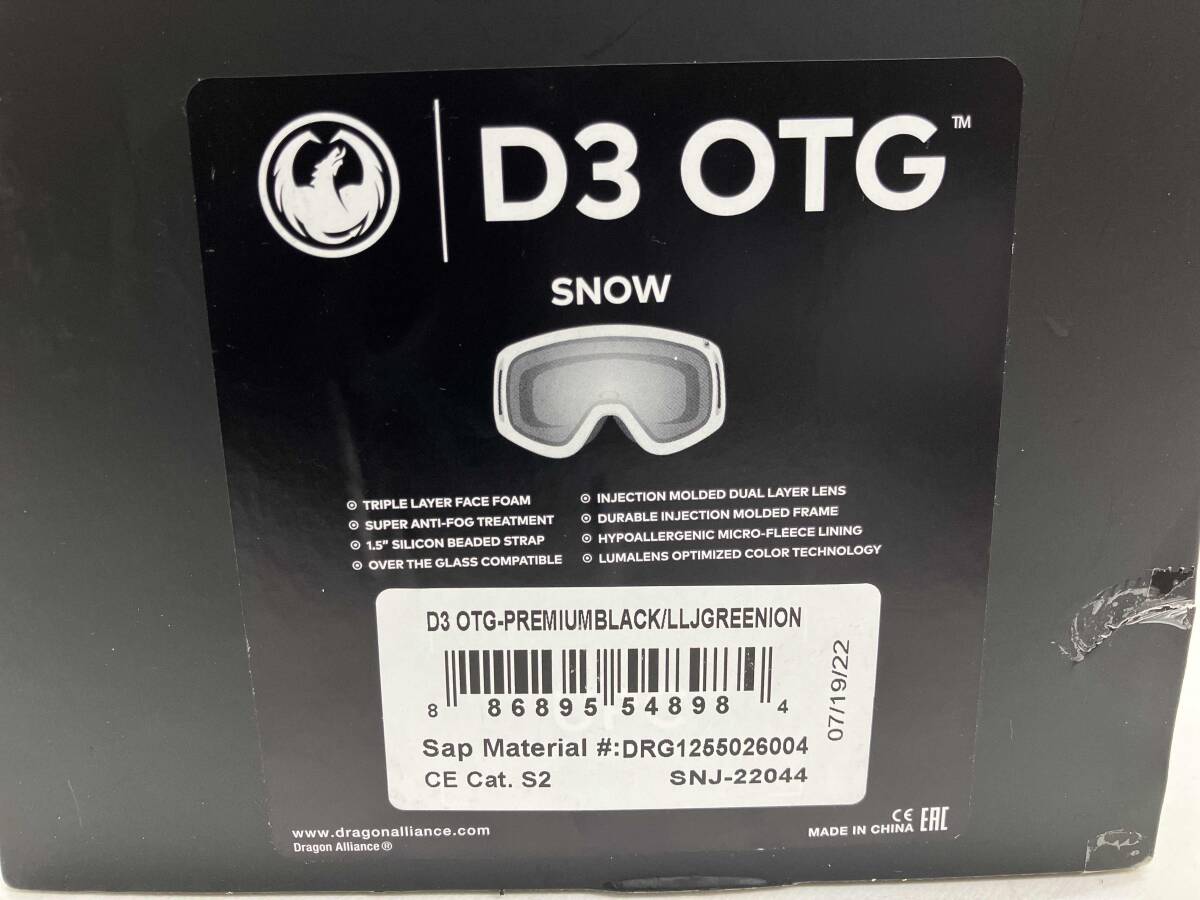 D3 OTG™
SNOW
TRIPLE LAYER FACE FOAM
SUPER ANTI-FOG TREATMENT
1.5" SILICON BEADED STRAP
OVER THE GLASS COMPATIBLE
INJECTION MOLDED DUAL LAYER LENS
DURABLE INJECTION MOLDED FRAME
HYPOALLERGENIC MICRO-FLEECE LINING
LUMALENS OPTIMIZED COLOR TECHNOLOGY
D3 OTG-PREMIUMBLACK/LLJGREENION
8 86895 54898 4
07/19/22
Sap Material #:DRG1255026004
CE Cat. S2 SNJ-22044
www.dragonalliance.com
Dragon Alliance®
MADE IN CHINA CE EAC